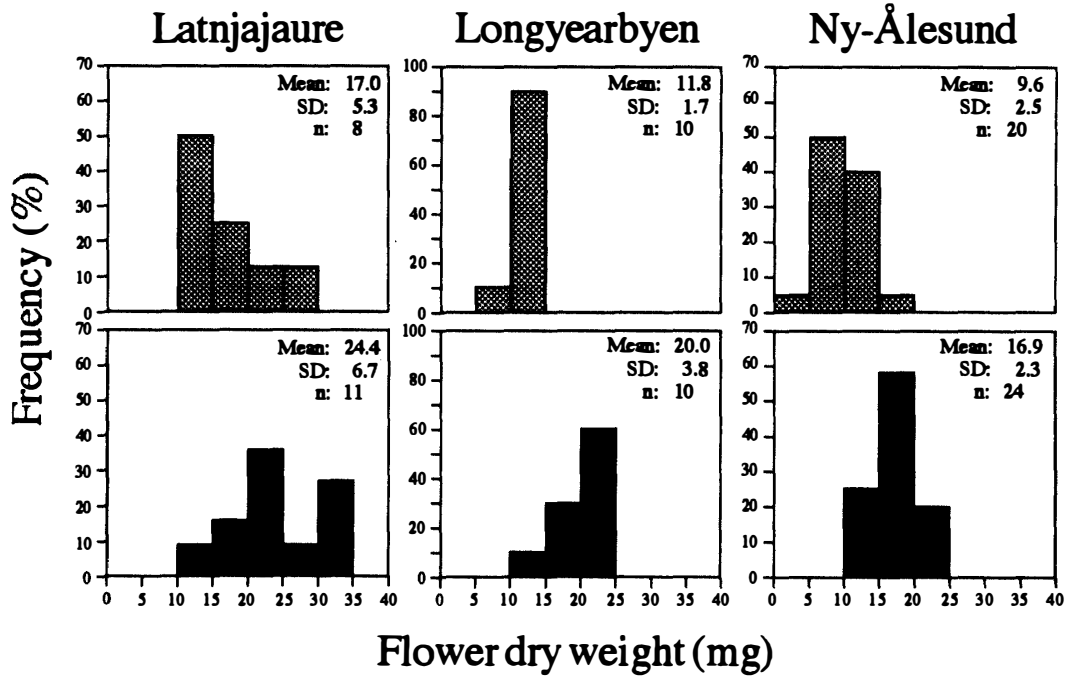 Latnjajaure
Longyearbyen
Ny-Ålesund
Frequency (%)
70
60
50
40
30
20
10
0
Mean: 17.0
SD: 5.3
n: 8
100
80
60
40
20
0
Mean: 11.8
SD: 1.7
n: 10
70
60
50
40
30
20
10
0
Mean: 9.6
SD: 2.5
n: 20
70
60
50
40
30
20
10
0
Mean: 24.4
SD: 6.7
n: 11
0 5 10 15 20 25 30 35 40
100
80
60
40
20
0
Mean: 20.0
SD: 3.8
n: 10
0 5 10 15 20 25 30 35 40
70
60
50
40
30
20
10
0
Mean: 16.9
SD: 2.3
n: 24
0 5 10 15 20 25 30 35 40
Flower dry weight (mg)